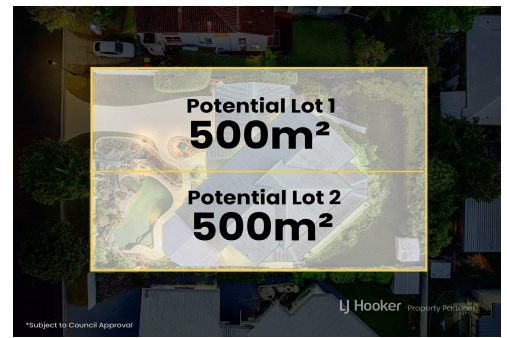 Potential Lot 1
500m²
Potential Lot 2
500m²
LJ Hooker Property Partners
*Subject to Council Approval